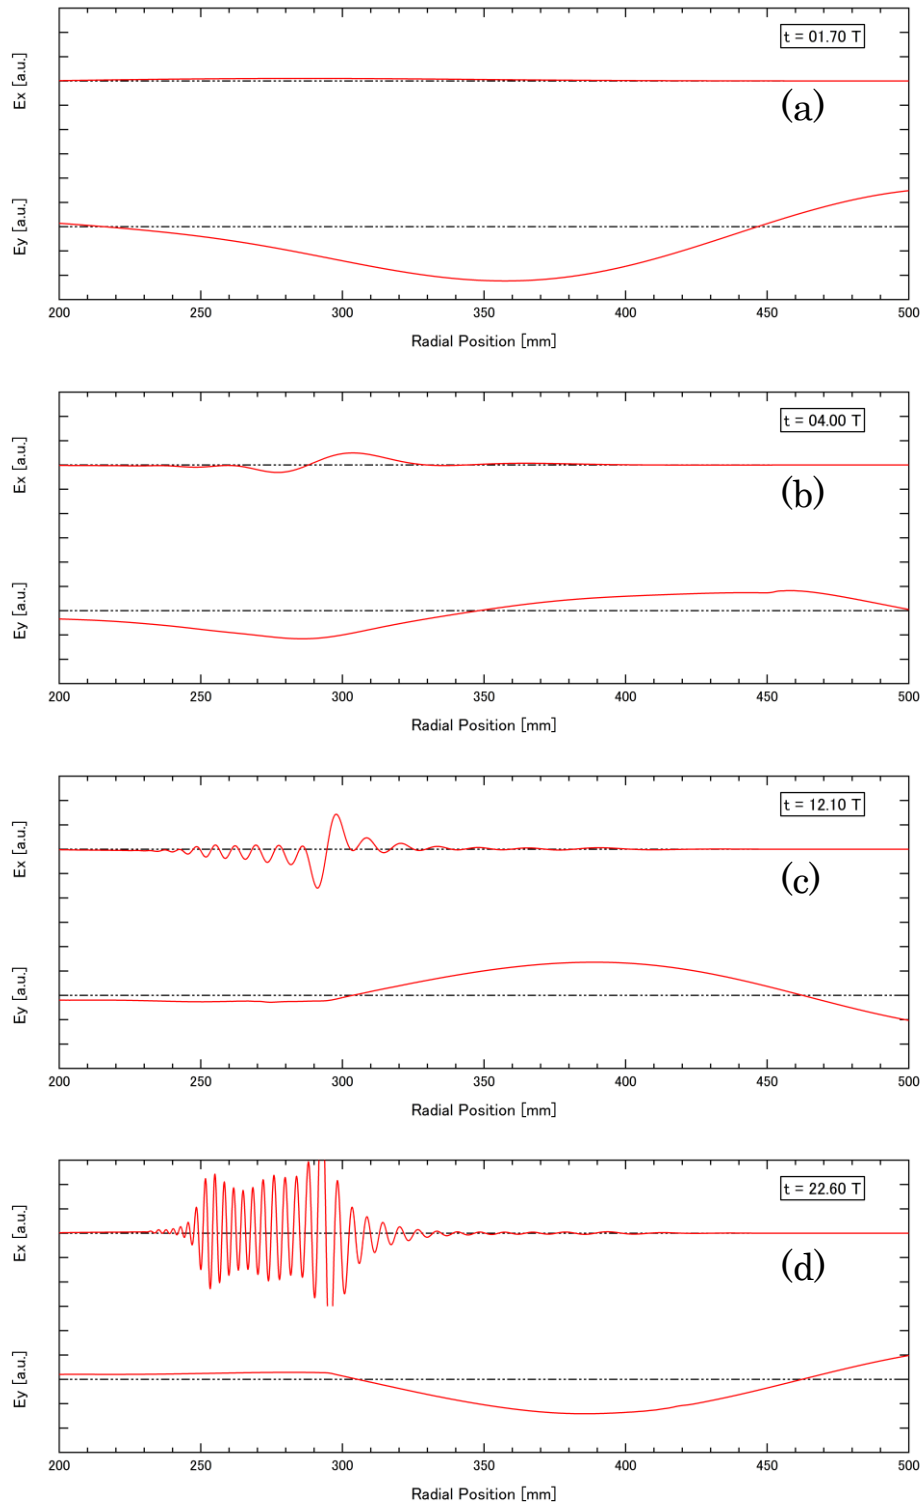 t = 01.70 T
Ex [a.u.]
(a)
Ey [a.u.]
200 250 300 350 400 450 500
Radial Position [mm]
t = 04.00 T
Ex [a.u.]
(b)
Ey [a.u.]
200 250 300 350 400 450 500
Radial Position [mm]
t = 12.10 T
Ex [a.u.]
(c)
Ey [a.u.]
200 250 300 350 400 450 500
Radial Position [mm]
t = 22.60 T
Ex [a.u.]
(d)
Ey [a.u.]
200 250 300 350 400 450 500
Radial Position [mm]